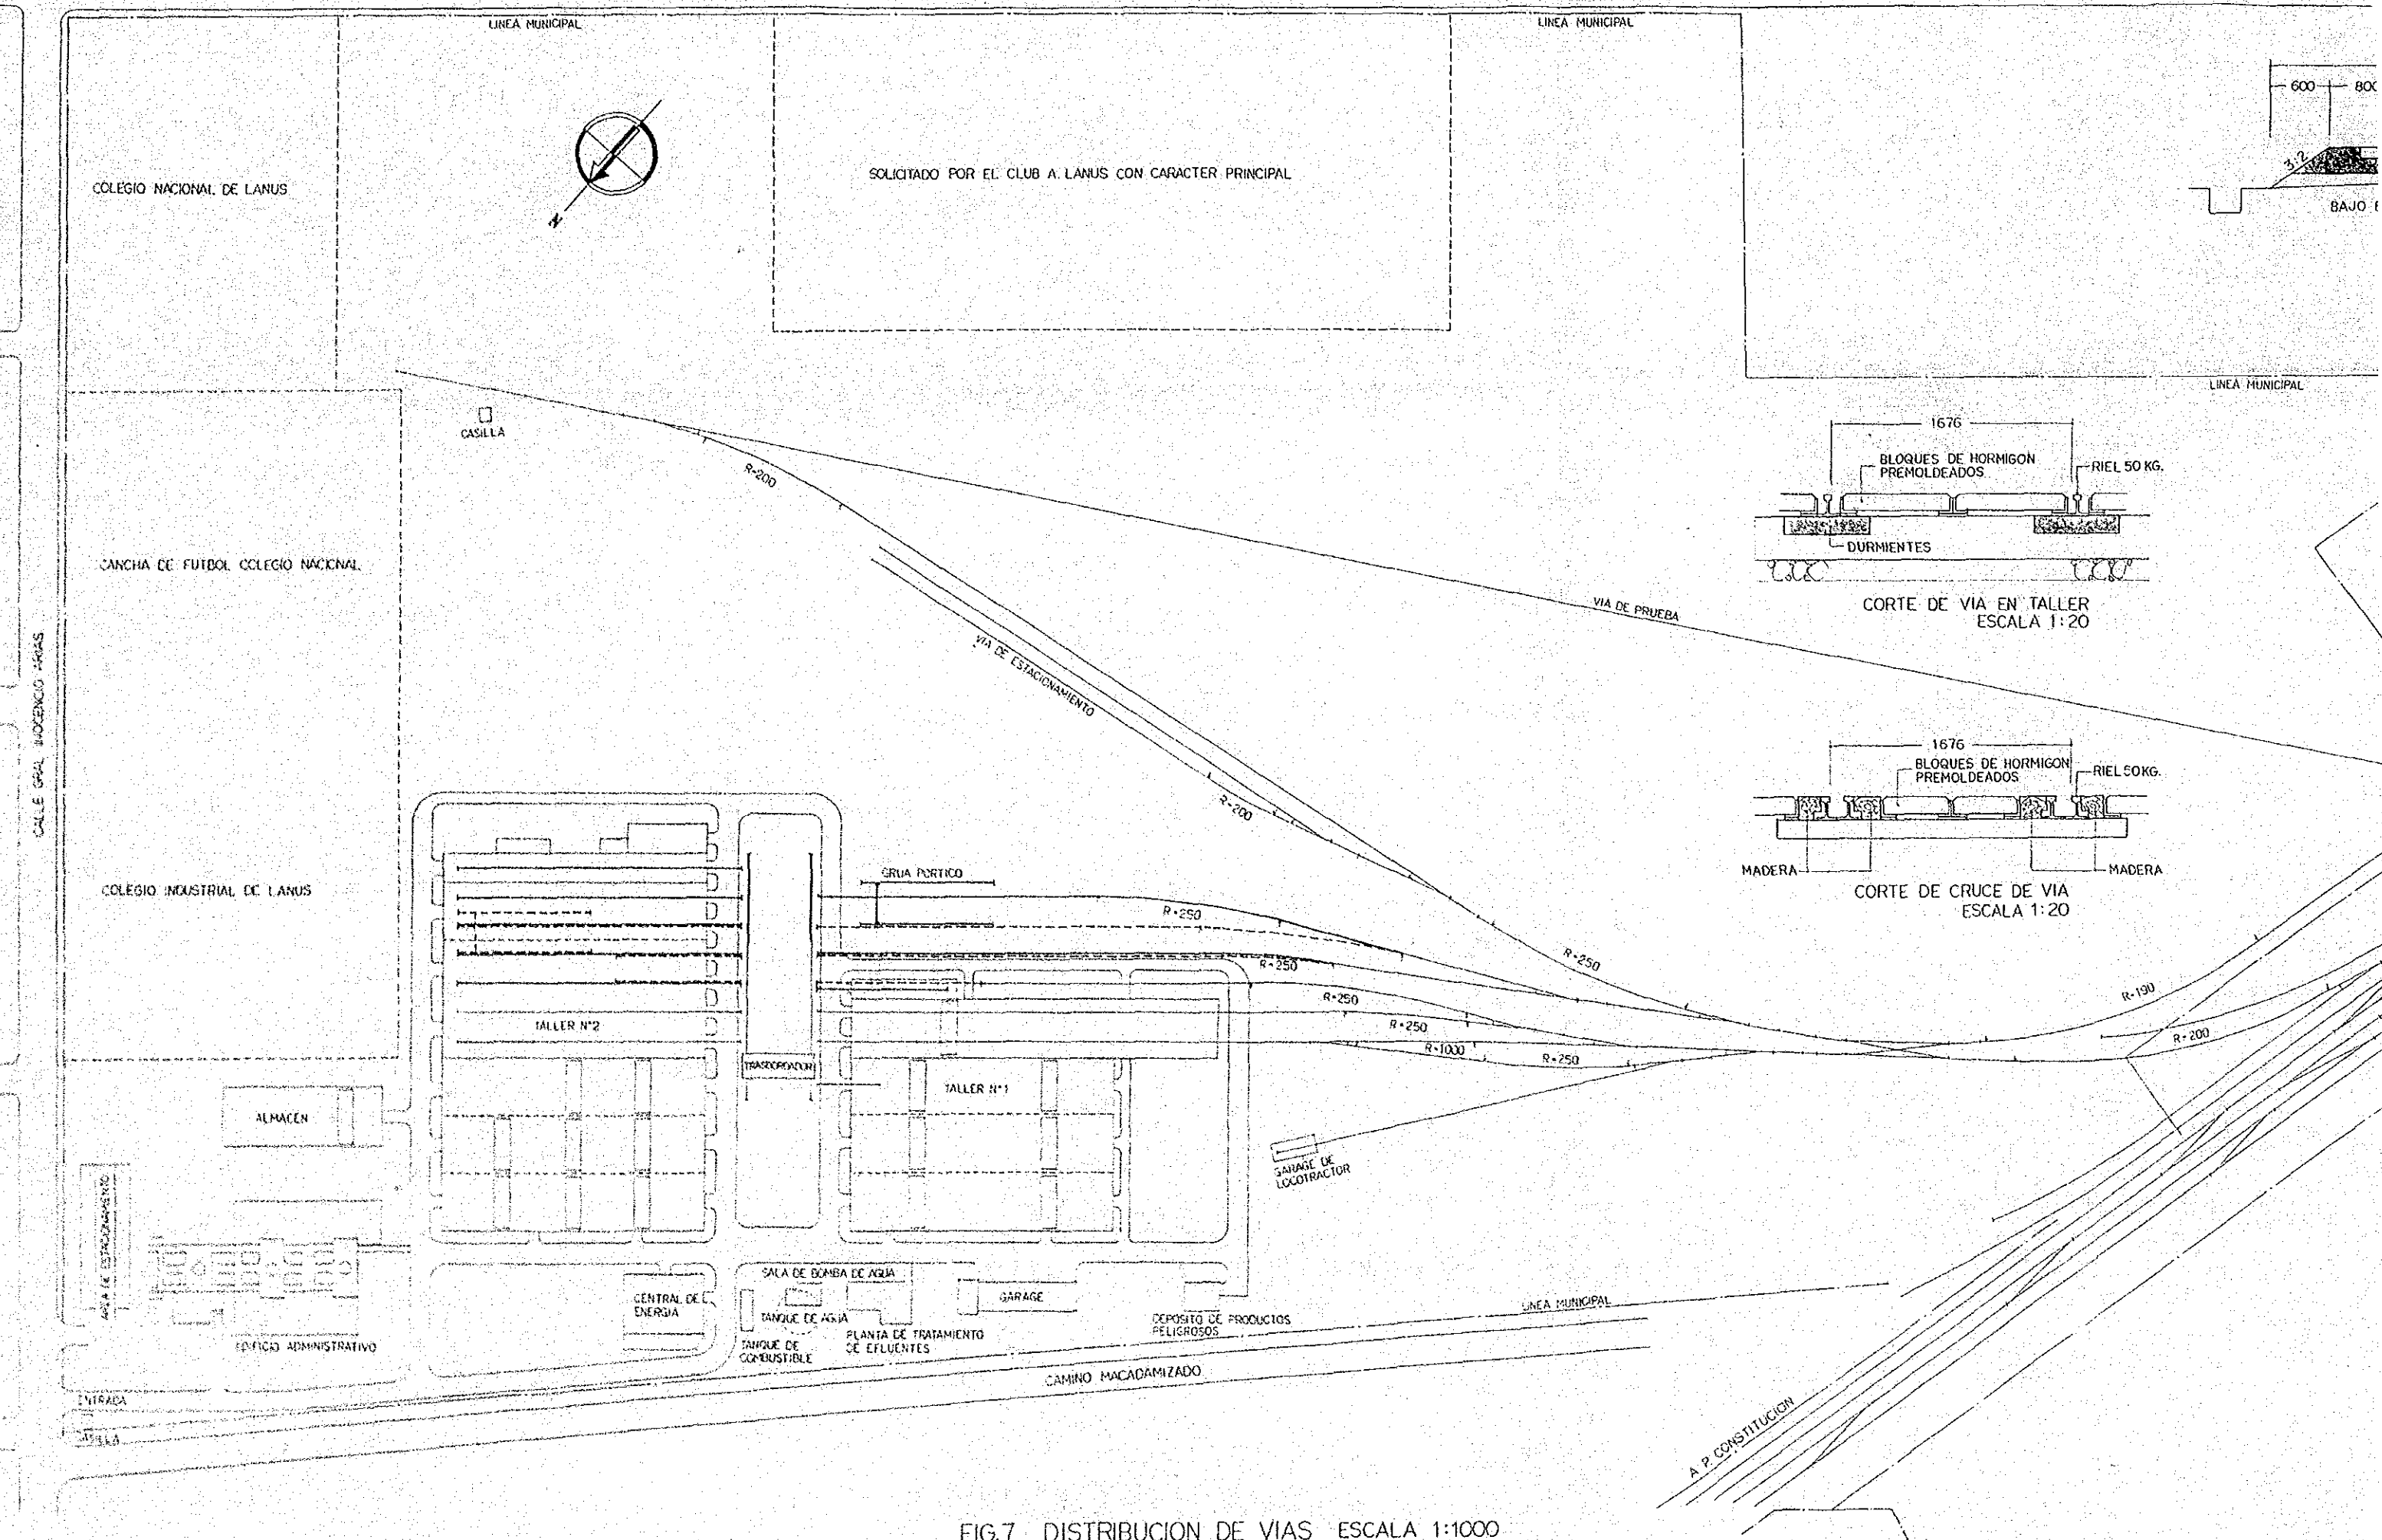 LINEA MUNICIPAL
LINEA MUNICIPAL
600
800
3:2
BAJO
COLEGIO NACIONAL DE LANUS
N
SOLICITADO POR EL CLUB A. LANUS CON CARACTER PRINCIPAL
LINEA MUNICIPAL
CASILLA
R=200
1676
BLOQUES DE HORMIGON
PREMOLDEADOS
RIEL 50 KG.
DURMIENTES
CORTE DE VIA EN TALLER
ESCALA 1:20
CANCHA DE FUTBOL COLEGIO NACIONAL
VIA DE PRUEBA
VIA DE ESTACIONAMIENTO
CALLE GRAL INOCENCIO ARIAS
R=200
1676
BLOQUES DE HORMIGON
PREMOLDEADOS
RIEL 50KG.
MADERA
MADERA
CORTE DE CRUCE DE VIA
ESCALA 1:20
COLEGIO INDUSTRIAL DE LANUS
GRUA PORTICO
R=250
R=250
R=250
R=250
R=250
R=1000
R=250
R=190
R=200
TALLER N°2
TRASBORDADOR
TALLER N°1
ALMACEN
GARAGE DE
LOCOTRACTOR
AREA DE ESTACIONAMIENTO
SALA DE BOMBA DE AGUA
CENTRAL DE
ENERGIA
TANQUE DE AGUA
GARAGE
DEPOSITO DE PRODUCTOS
PELIGROSOS
LINEA MUNICIPAL
EDIFICIO ADMINISTRATIVO
TANQUE DE
COMBUSTIBLE
PLANTA DE TRATAMIENTO
DE EFLUENTES
CAMINO MACADAMIZADO
ENTRADA
CASILLA
A P. CONSTITUCION
FIG.7 DISTRIBUCION DE VIAS ESCALA 1:1000